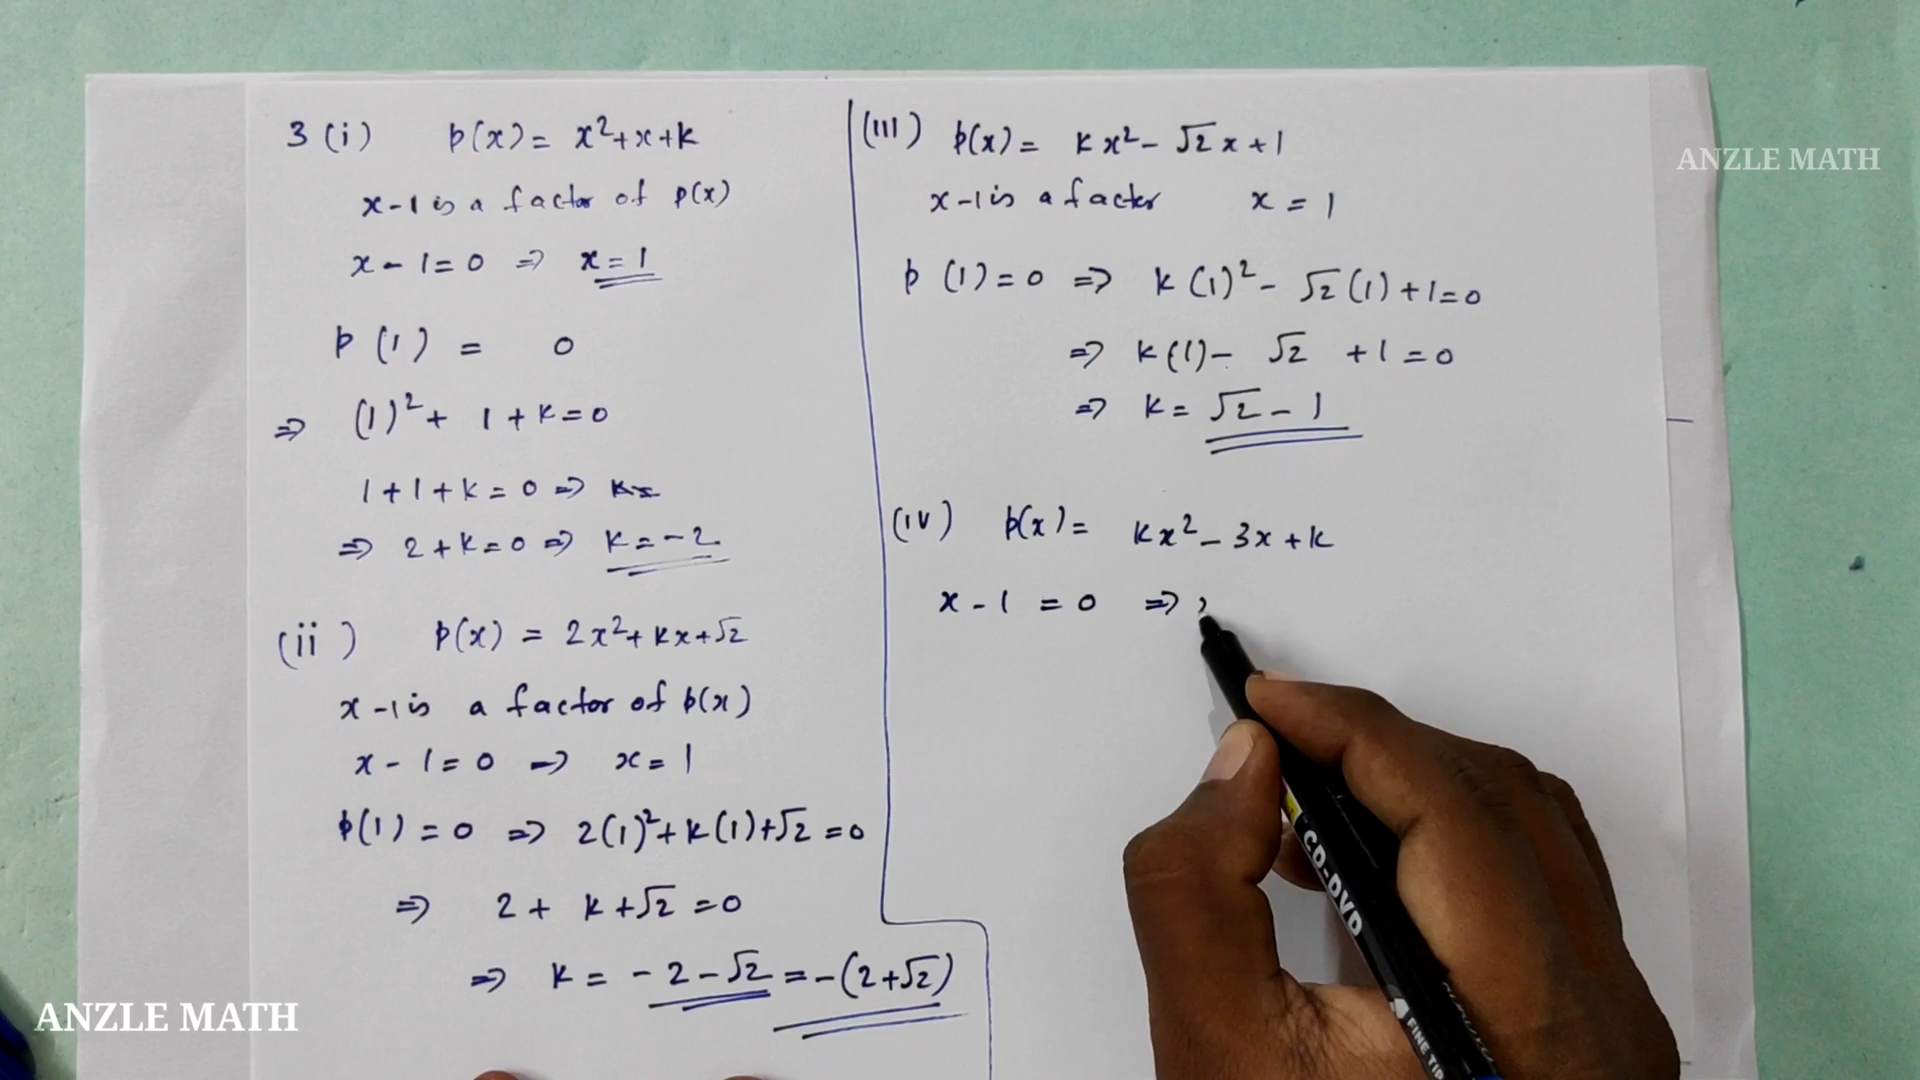 3 (i) p(x) = x² + x + k
x - 1 is a factor of p(x)
x - 1 = 0 ⇒ x = 1
p (1) = 0
⇒ (1)² + 1 + k = 0
1 + 1 + k = 0 ⇒ k =
⇒ 2 + k = 0 ⇒ k = -2
(ii) p(x) = 2x² + kx + √2
x - 1 is a factor of p(x)
x - 1 = 0 ⇒ x = 1
p(1) = 0 ⇒ 2(1)² + k(1) + √2 = 0
⇒ 2 + k + √2 = 0
⇒ k = -2 - √2 = -(2 + √2)
(III) p(x) = kx² - √2 x + 1
x - 1 is a factor x = 1
p (1) = 0 ⇒ k (1)² - √2 (1) + 1 = 0
⇒ k(1) - √2 + 1 = 0
⇒ k = √2 - 1
(IV) p(x) = kx² - 3x + k
x - 1 = 0 ⇒
CD-DVD
FINE TIP
ANZLE MATH
ANZLE MATH